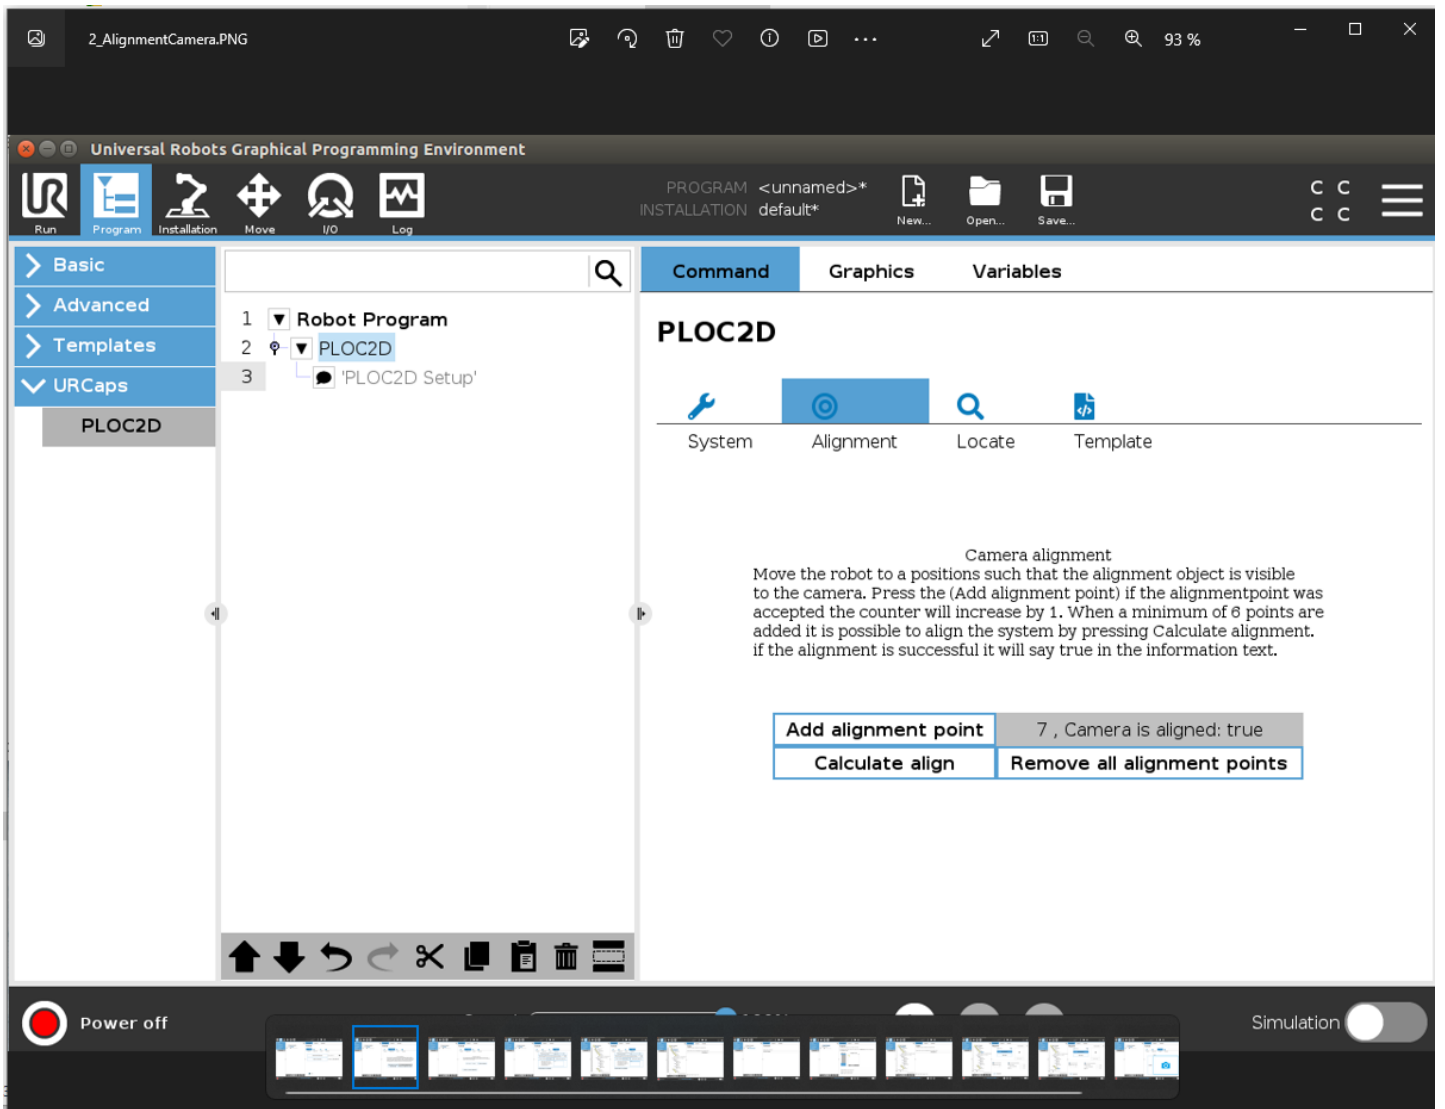 2_AlignmentCamera.PNG
93 %
Universal Robots Graphical Programming Environment
PROGRAM <unnamed>*
INSTALLATION default*
Run
Program
Installation
Move
I/O
Log
New...
Open...
Save...
C C
C C
Basic
Advanced
Templates
URCaps
PLOC2D
1 Robot Program
2 PLOC2D
3 'PLOC2D Setup'
Command Graphics Variables
PLOC2D
System Alignment Locate Template
Camera alignment
Move the robot to a positions such that the alignment object is visible
to the camera. Press the (Add alignment point) if the alignmentpoint was
accepted the counter will increase by 1. When a minimum of 6 points are
added it is possible to align the system by pressing Calculate alignment.
if the alignment is successful it will say true in the information text.
Add alignment point 7 , Camera is aligned: true
Calculate align Remove all alignment points
Power off
Simulation